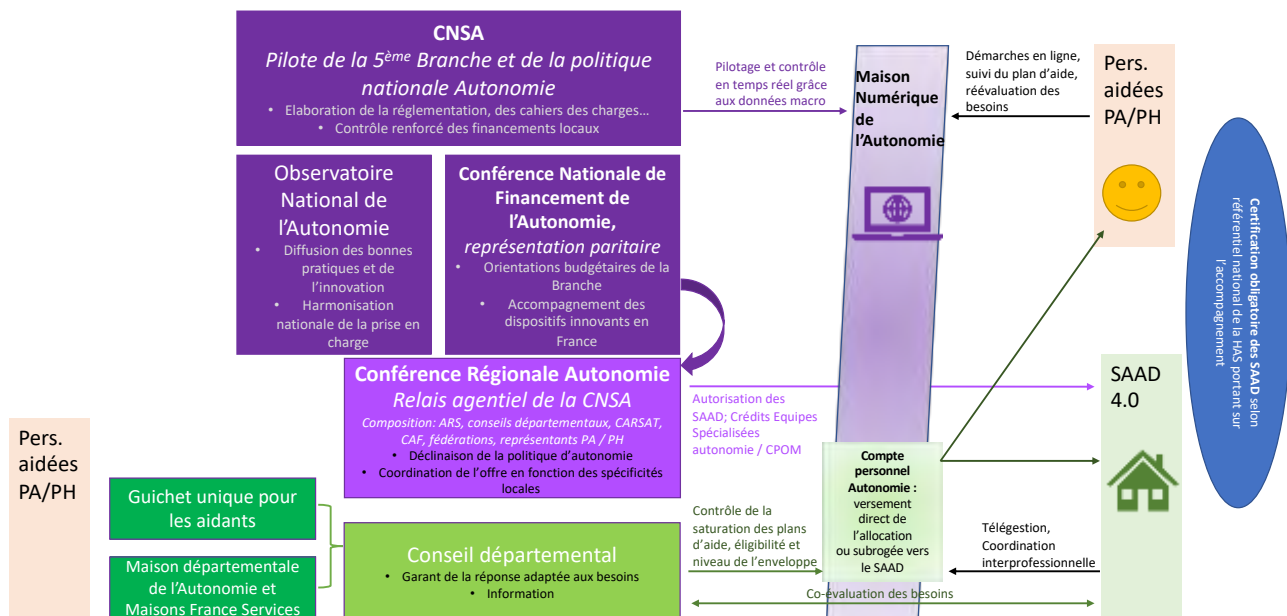 CNSA
Pilote de la 5ème Branche et de la politique
nationale Autonomie
• Elaboration de la réglementation, des cahiers des charges…
• Contrôle renforcé des financements locaux
Pilotage et contrôle
en temps réel grâce
aux données macro
Maison
Numérique
de
l'Autonomie
Démarches en ligne,
suivi du plan d'aide,
réévaluation des
besoins
Pers.
aidées
PA/PH
Observatoire
National de
l'Autonomie
• Diffusion des bonnes
pratiques et de
l'innovation
• Harmonisation
nationale de la prise en
charge
Conférence Nationale de
Financement de
l'Autonomie,
représentation paritaire
• Orientations budgétaires de la
Branche
• Accompagnement des
dispositifs innovants en
France
Certification obligatoire des SAAD selon
référentiel national de la HAS portant sur
l'accompagnement
Conférence Régionale Autonomie
Relais agentiel de la CNSA
Composition: ARS, conseils départementaux, CARSAT,
CAF, fédérations, représentants PA / PH
• Déclinaison de la politique d'autonomie
• Coordination de l'offre en fonction des spécificités
locales
Autorisation des
SAAD; Crédits Equipes
Spécialisées
autonomie / CPOM
SAAD
4.0
Pers.
aidées
PA/PH
Guichet unique pour
les aidants
Maison départementale
de l'Autonomie et
Maisons France Services
Conseil départemental
• Garant de la réponse adaptée aux besoins
• Information
Contrôle de la
saturation des plans
d'aide, éligibilité et
niveau de l'enveloppe
Compte
personnel
Autonomie :
versement
direct de
l'allocation
ou subrogée vers
le SAAD
Télégestion,
Coordination
interprofessionnelle
Co-évaluation des besoins